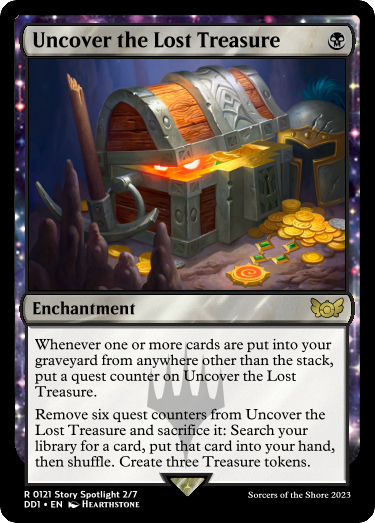 Uncover the Lost Treasure
Enchantment
Whenever one or more cards are put into your
graveyard from anywhere other than the stack,
put a quest counter on Uncover the Lost
Treasure.
Remove six quest counters from Uncover the
Lost Treasure and sacrifice it: Search your
library for a card, put that card into your hand,
then shuffle. Create three Treasure tokens.
R 0121 Story Spotlight 2/7
DD1 • EN HEARTHSTONE
Sorcers of the Shore 2023